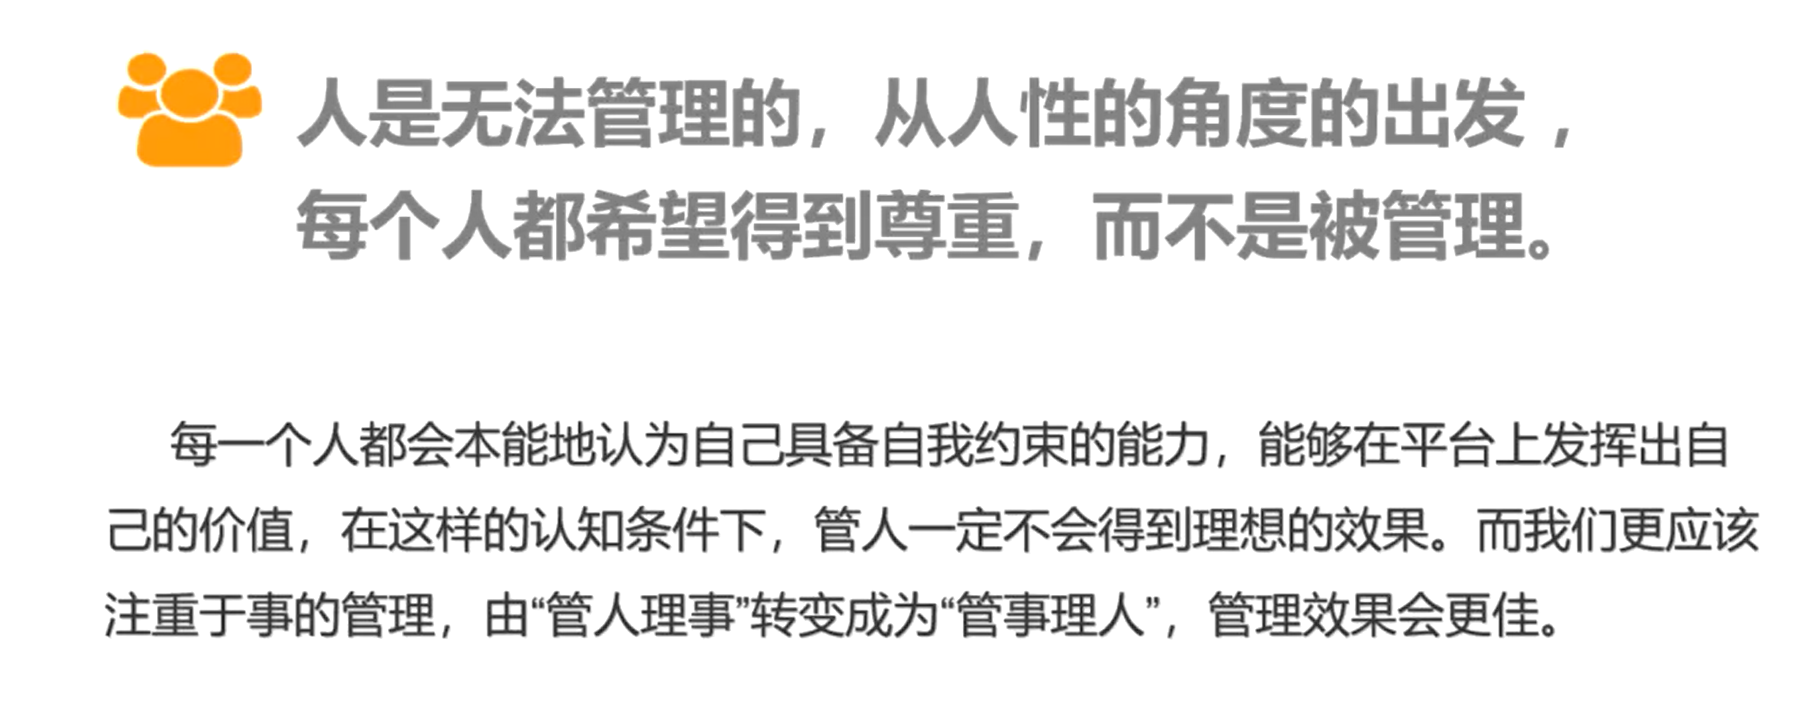 人是无法管理的，从人性的角度的出发，
每个人都希望得到尊重，而不是被管理。
每一个人都会本能地认为自己具备自我约束的能力，能够在平台上发挥出自
己的价值，在这样的认知条件下，管人一定不会得到理想的效果。而我们更应该
注重于事的管理，由“管人理事”转变成为“管事理人”，管理效果会更佳。